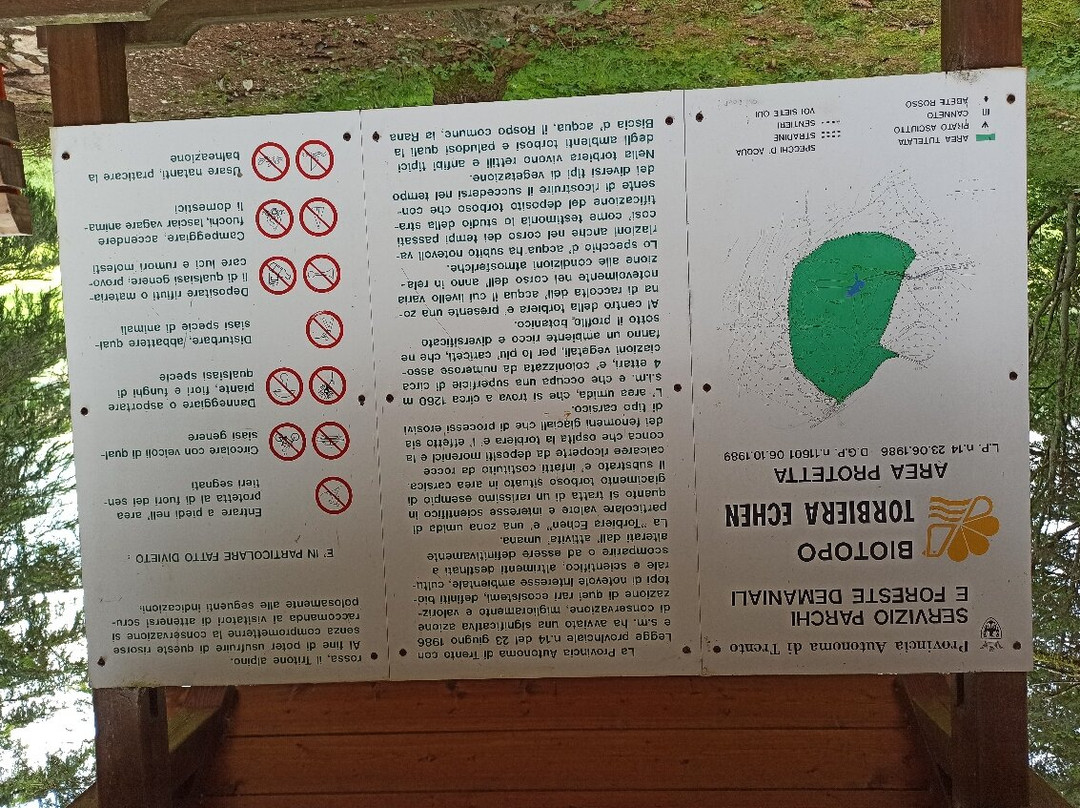 Provincia Autonoma di Trento
SERVIZIO PARCHI
E FORESTE DEMANIALI
BIOTOPO
TORBIERA ECHEN
AREA PROTETTA
L.P. n.14 23.06.1986 D.G.P. n.11601 06.10.1989
AREA TUTELATA
PRATO ASCIUTTO
CANNETO
ABETE ROSSO
SPECCHI D' ACQUA
STRADINE
SENTIERI
VOI SIETE QUI
La Provincia Autonoma di Trento con
Legge provinciale n.14 del 23 giugno 1986
e s.m. ha avviato una significativa azione
di conservazione, miglioramento e valoriz-
zazione di quei rari ecosistemi, definiti bio-
topi di notevole interesse ambientale, cultu-
rale e scientifico, altrimenti destinati a
scomparire o ad essere definitivamente
alterati dall' attivita' umana.
La "Torbiera Echen" e' una zona umida di
particolare valore e interesse scientifico in
quanto si tratta di un rarissimo esempio di
giacimento torboso situato in area carsica.
Il substrato e' infatti costituito da rocce
calcaree ricoperte da depositi morenici e la
conca che ospita la torbiera e' l' effetto sia
dei fenomeni glaciali che di processi erosivi
di tipo carsico.
L' area umida, che si trova a circa 1260 m
s.l.m. e che occupa una superficie di circa
4 ettari, e' colonizzata da numerose asso-
ciazioni vegetali, per lo piu' cariceti, che ne
fanno un ambiente ricco e diversificato
sotto il profilo, botanico.
Al centro della torbiera e' presente una zo-
na di raccolta dell' acqua il cui livello varia
notevolmente nel corso dell' anno in rela-
zione alle condizioni atmosferiche.
Lo specchio d' acqua ha subito notevoli va-
riazioni anche nel corso dei tempi passati
cosi' come testimonia lo studio della stra-
tificazione del deposito torboso che con-
sente di ricostruire il succedersi nel tempo
dei diversi tipi di vegetazione.
Nella torbiera vivono rettili e anfibi tipici
degli ambienti torbosi e paludosi quali la
Biscia d' acqua, il Rospo comune, la Rana
rossa, il Tritone alpino.
Al fine di poter usufruire di queste risorse
senza comprometterne la conservazione si
raccomanda ai visitatori di attenersi scru-
polosamente alle seguenti indicazioni.
E' IN PARTICOLARE FATTO DIVIETO :
Entrare a piedi nell' area
protetta al di fuori dei sen-
tieri segnati
Circolare con veicoli di qual-
siasi genere
Danneggiare o asportare
piante, fiori e funghi di
qualsiasi specie
Disturbare, abbattere, qual-
siasi specie di animali
Depositare rifiuti o materia-
li di qualsiasi genere, provo-
care luci e rumori molesti
Campeggiare, accendere
fuochi, lasciar vagare anima-
li domestici
Usare natanti, praticare la
balneazione